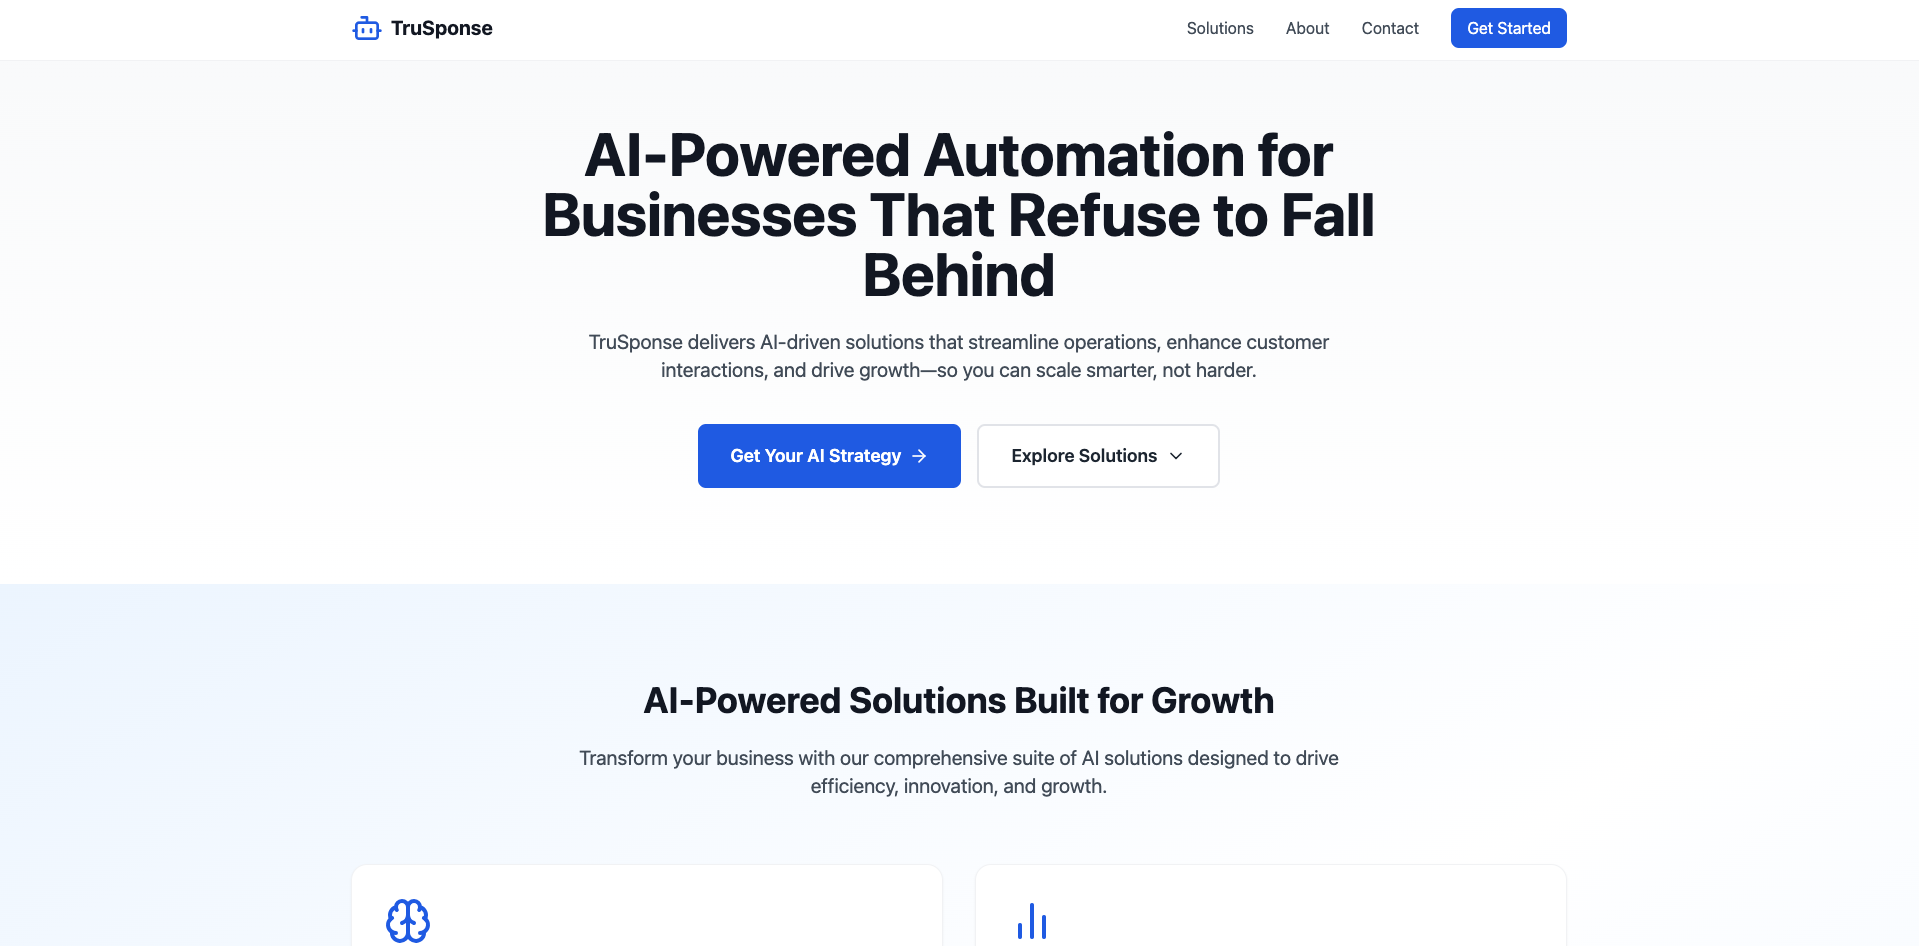 TruSponse
Solutions
About
Contact
Get Started
AI-Powered Automation for
Businesses That Refuse to Fall
Behind
TruSponse delivers AI-driven solutions that streamline operations, enhance customer
interactions, and drive growth—so you can scale smarter, not harder.
Get Your AI Strategy
Explore Solutions
AI-Powered Solutions Built for Growth
Transform your business with our comprehensive suite of AI solutions designed to drive
efficiency, innovation, and growth.